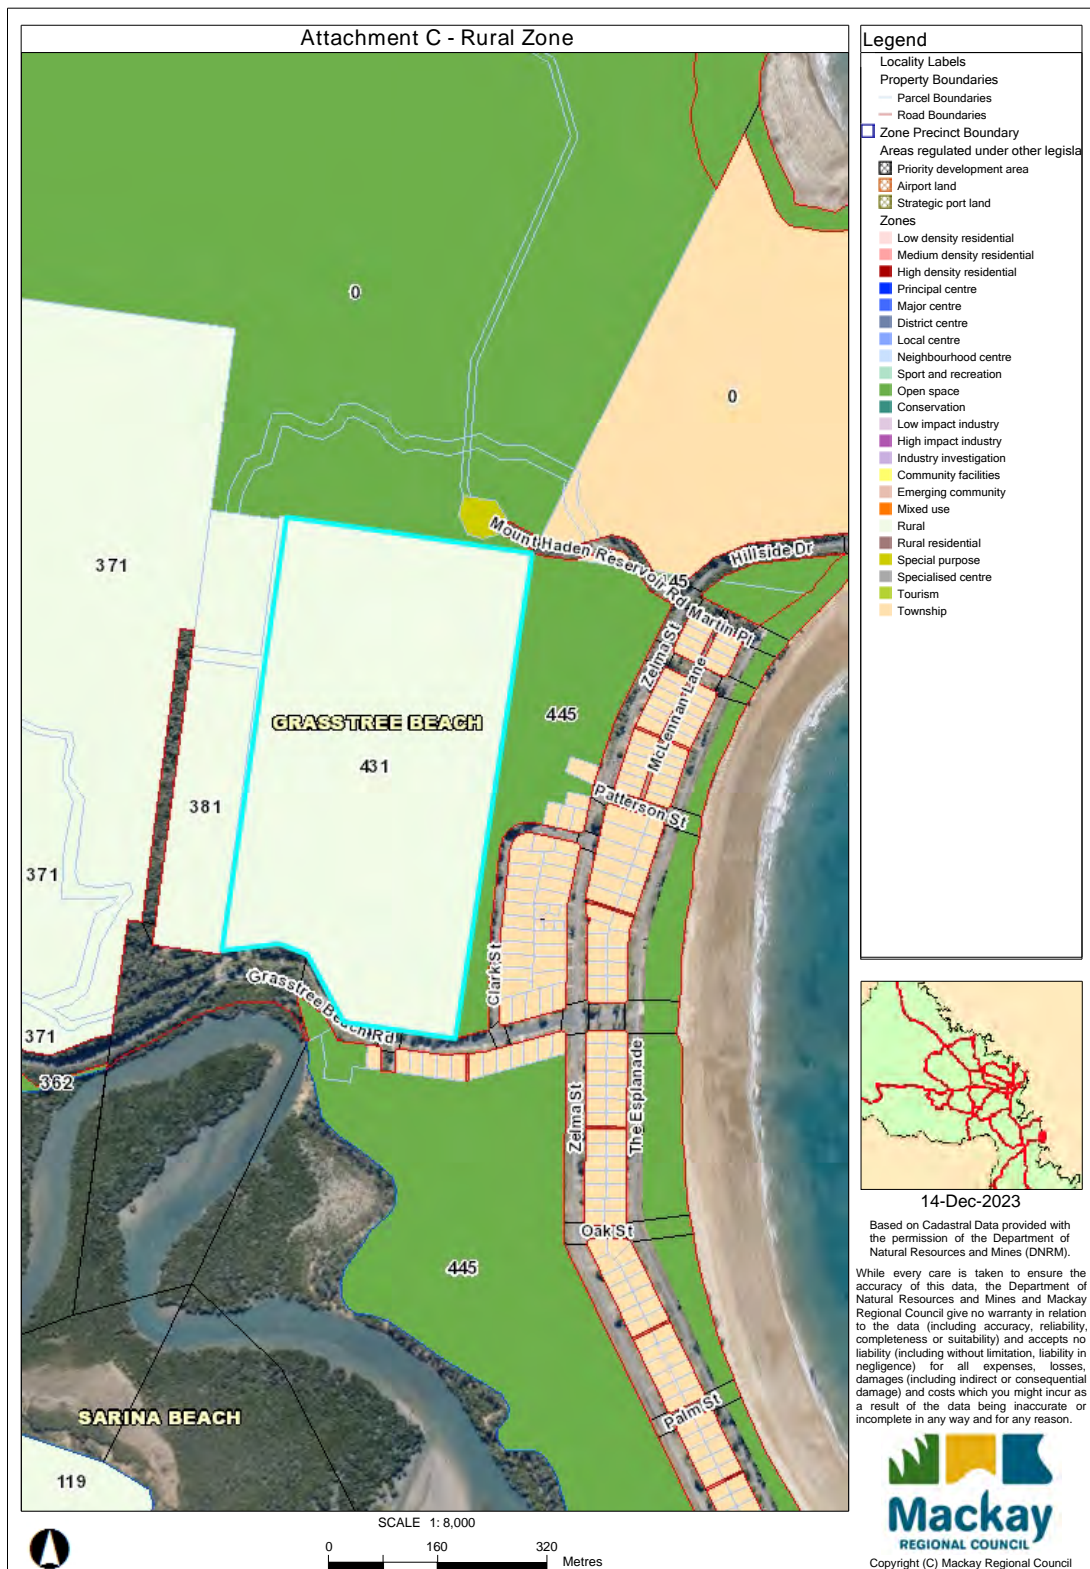 Attachment C - Rural Zone
0
0
371
Mount Haden Reservoir Rd
Hillside Dr
145
Martin Pl
Zelma St
McLennan Lane
GRASSTREE BEACH
445
431
381
Patterson St
371
Clark St
Grasstree Beach Rd
371
362
Zelma St
The Esplanade
Oak St
445
Palm St
SARINA BEACH
119
SCALE 1: 8,000
0 160 320 Metres
Legend
Locality Labels
Property Boundaries
Parcel Boundaries
Road Boundaries
Zone Precinct Boundary
Areas regulated under other legisla
Priority development area
Airport land
Strategic port land
Zones
Low density residential
Medium density residential
High density residential
Principal centre
Major centre
District centre
Local centre
Neighbourhood centre
Sport and recreation
Open space
Conservation
Low impact industry
High impact industry
Industry investigation
Community facilities
Emerging community
Mixed use
Rural
Rural residential
Special purpose
Specialised centre
Tourism
Township
14-Dec-2023
Based on Cadastral Data provided with
the permission of the Department of
Natural Resources and Mines (DNRM).
While every care is taken to ensure the
accuracy of this data, the Department of
Natural Resources and Mines and Mackay
Regional Council give no warranty in relation
to the data (including accuracy, reliability,
completeness or suitability) and accepts no
liability (including without limitation, liability in
negligence) for all expenses, losses,
damages (including indirect or consequential
damage) and costs which you might incur as
a result of the data being inaccurate or
incomplete in any way and for any reason.
Mackay
REGIONAL COUNCIL
Copyright (C) Mackay Regional Council